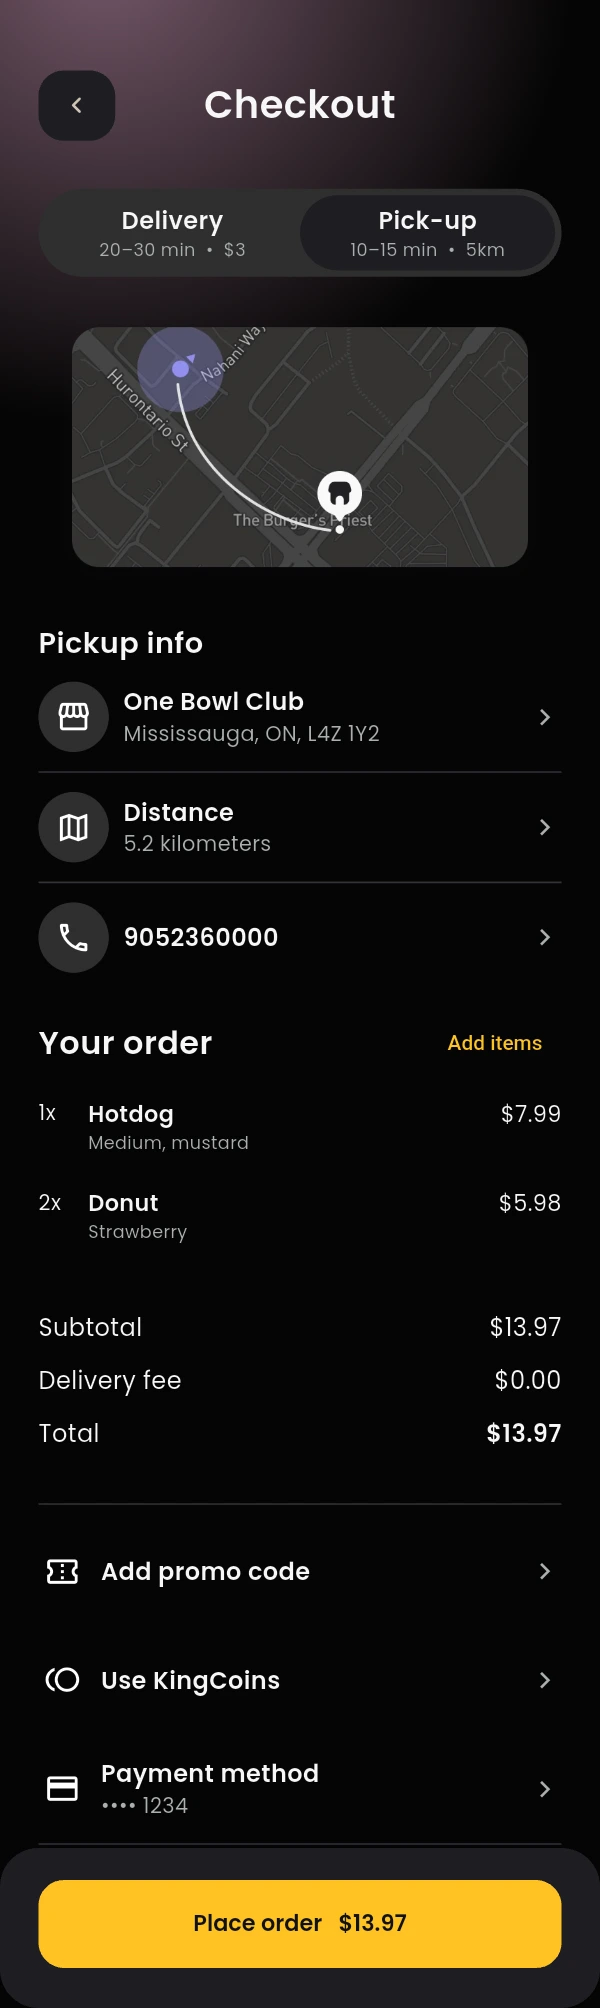 Checkout
Delivery
20–30 min • $3
Pick-up
10–15 min • 5km
Nahani Way
Hurontario St
The Burger's Priest
Pickup info
One Bowl Club
Mississauga, ON, L4Z 1Y2
Distance
5.2 kilometers
9052360000
Your order
Add items
1x Hotdog $7.99
Medium, mustard
2x Donut $5.98
Strawberry
Subtotal $13.97
Delivery fee $0.00
Total $13.97
Add promo code
Use KingCoins
Payment method
•••• 1234
Place order $13.97